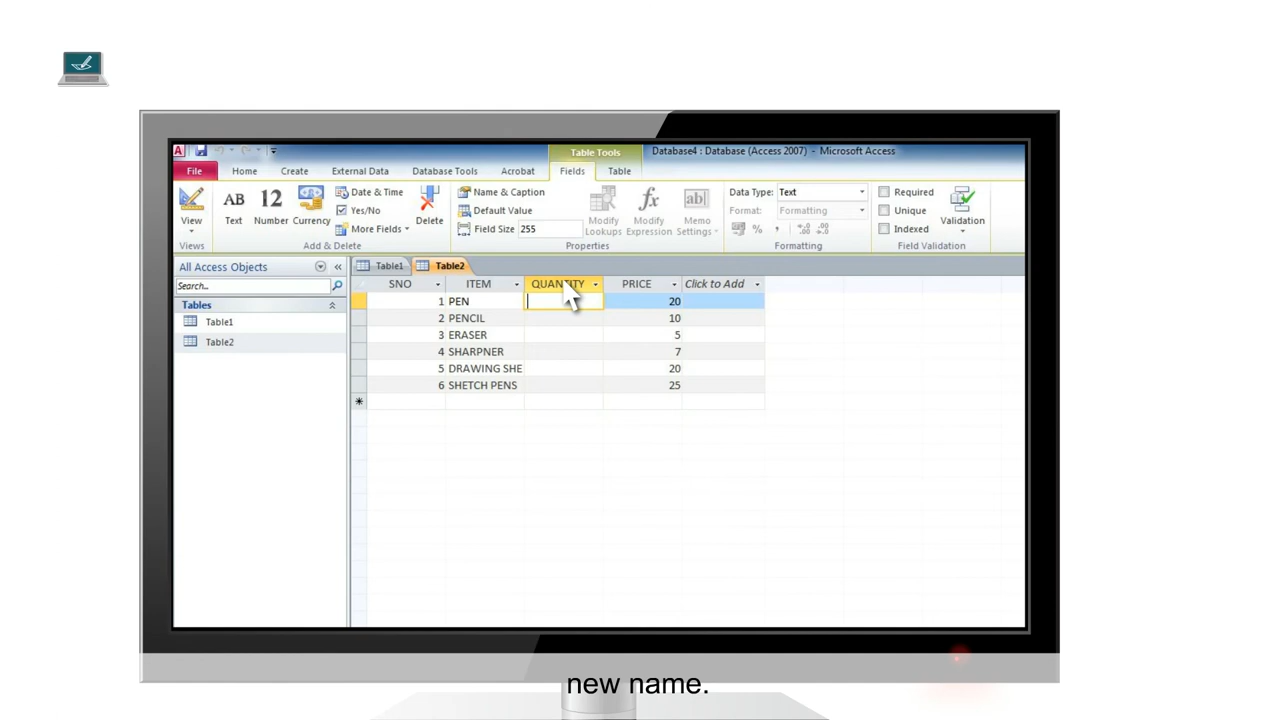 Table Tools
Database4 : Database (Access 2007) - Microsoft Access
File Home Create External Data Database Tools Acrobat Fields Table
View
Views
AB Text
12 Number
Currency
Date & Time
Yes/No
More Fields
Delete
Add & Delete
Name & Caption
Default Value
Field Size 255
Modify Lookups
fx Modify Expression
ab Memo Settings
Properties
Data Type: Text
Format: Formatting
%
Formatting
Required
Unique
Indexed
Validation
Field Validation
All Access Objects
Search..
Tables
Table1
Table2
Table1 Table2
SNO ITEM QUANTITY PRICE Click to Add
1 PEN 20
2 PENCIL 10
3 ERASER 5
4 SHARPNER 7
5 DRAWING SHE 20
6 SHETCH PENS 25
new name.